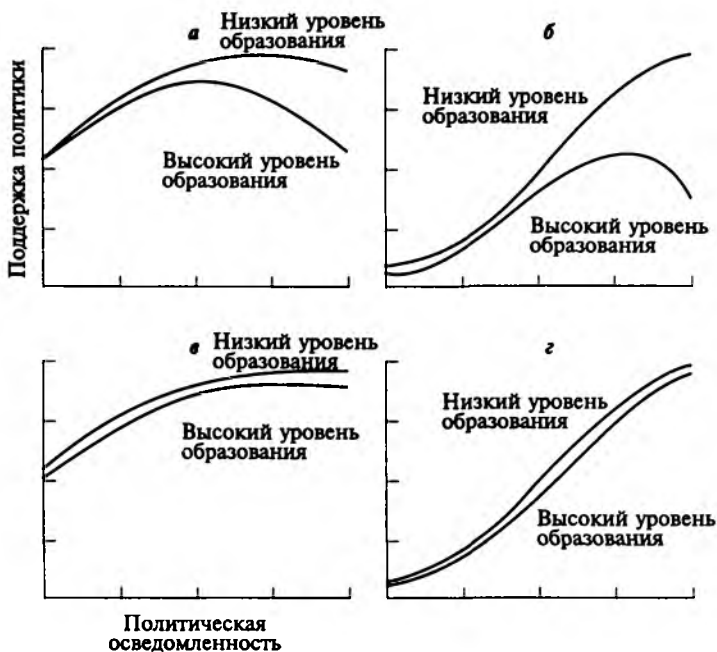 а
Низкий уровень
образования
Высокий уровень
образования
Поддержка политики
б
Низкий уровень
образования
Высокий уровень
образования
в
Низкий уровень
образования
Высокий уровень
образования
г
Низкий уровень
образования
Высокий уровень
образования
Политическая
осведомленность